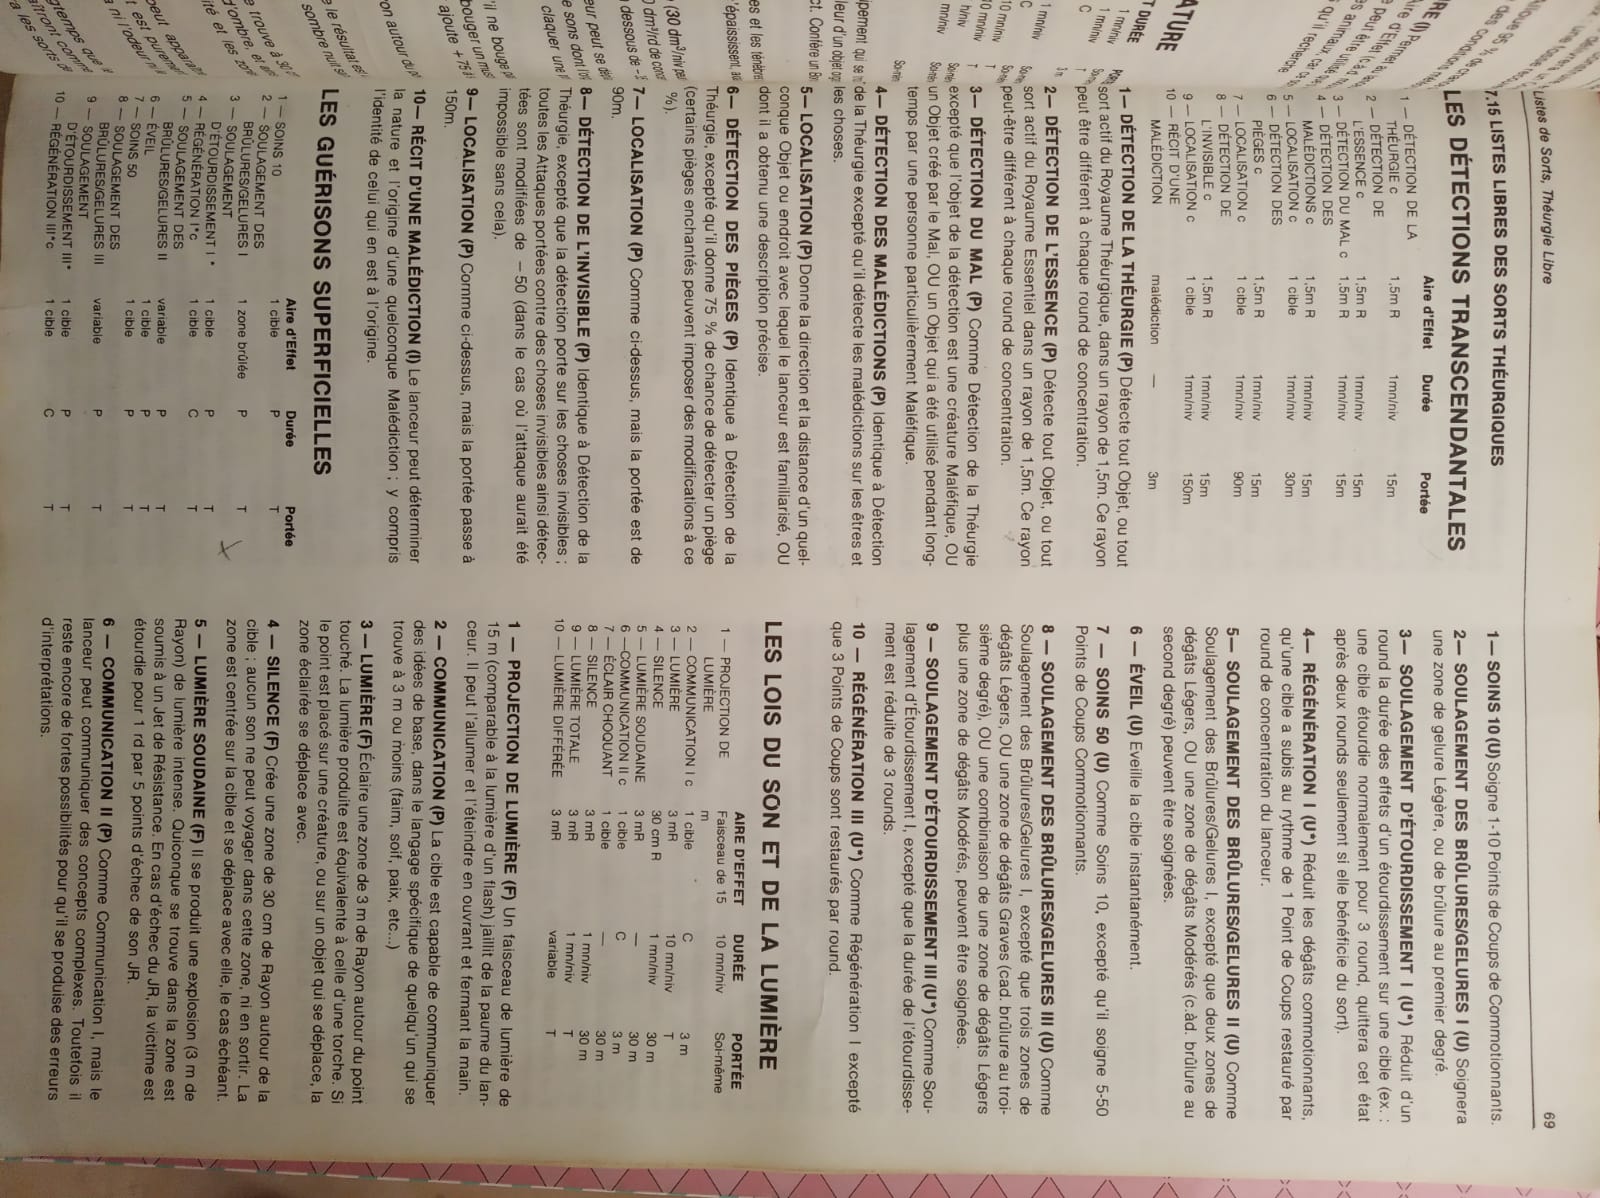 Listes de Sorts, Théurgie Libre
69
7.15 LISTES LIBRES DES SORTS THÉURGIQUES
LES DÉTECTIONS TRANSCENDANTALES
Aire d'Effet Durée Portée
1 — DÉTECTION DE LA
THÉURGIE c 1,5m R 1mn/niv 15m
2 — DÉTECTION DE
L'ESSENCE c 1,5m R 1mn/niv 15m
3 — DÉTECTION DU MAL c 1,5m R 1mn/niv 15m
4 — DÉTECTION DES
MALÉDICTIONS c 1,5m R 1mn/niv 15m
5 — LOCALISATION c 1 cible 1mn/niv 30m
6 — DÉTECTION DES
PIÈGES c 1,5m R 1mn/niv 15m
7 — LOCALISATION c 1 cible 1mn/niv 90m
8 — DÉTECTION DE
L'INVISIBLE c 1,5m R 1mn/niv 15m
9 — LOCALISATION c 1 cible 1mn/niv 150m
10 — RÉCIT D'UNE
MALÉDICTION malédiction — 3m
1— DÉTECTION DE LA THÉURGIE (P) Détecte tout Objet, ou tout
sort actif du Royaume Théurgique, dans un rayon de 1,5m. Ce rayon
peut être différent à chaque round de concentration.
2— DÉTECTION DE L'ESSENCE (P) Détecte tout Objet, ou tout
sort actif du Royaume Essentiel dans un rayon de 1,5m. Ce rayon
peut-être différent à chaque round de concentration.
3— DÉTECTION DU MAL (P) Comme Détection de la Théurgie
excepté que l'objet de la détection est une créature Maléfique, OU
un Objet créé par le Mal, OU un Objet qui a été utilisé pendant long-
temps par une personne particulièrement Maléfique.
4— DÉTECTION DES MALÉDICTIONS (P) Identique à Détection
de la Théurgie excepté qu'il détecte les malédictions sur les êtres et
les choses.
5— LOCALISATION (P) Donne la direction et la distance d'un quel-
conque Objet ou endroit avec lequel le lanceur est familiarisé, OU
dont il a obtenu une description précise.
6— DÉTECTION DES PIÈGES (P) Identique à Détection de la
Théurgie, excepté qu'il donne 75 % de chance de détecter un piège
(certains pièges enchantés peuvent imposer des modifications à ce
%).
7— LOCALISATION (P) Comme ci-dessus, mais la portée est de
90m.
8— DÉTECTION DE L'INVISIBLE (P) Identique à Détection de la
Théurgie, excepté que la détection porte sur les choses invisibles ;
toutes les Attaques portées contre des choses invisibles ainsi détec-
tées sont modifiées de – 50 (dans le cas où l'attaque aurait été
impossible sans cela).
9— LOCALISATION (P) Comme ci-dessus, mais la portée passe à
150m.
10— RÉCIT D'UNE MALÉDICTION (I) Le lanceur peut déterminer
la nature et l'origine d'une quelconque Malédiction ; y compris
l'identité de celui qui en est à l'origine.
LES GUÉRISONS SUPERFICIELLES
Aire d'Effet Durée Portée
1 — SOINS 10 1 cible P T
2 — SOULAGEMENT DES
BRÛLURES/GELURES I 1 zone brûlée P T
3 — SOULAGEMENT
D'ÉTOURDISSEMENT I * 1 cible P T
4 — RÉGÉNÉRATION I*c 1 cible C T
5 — SOULAGEMENT DES
BRÛLURES/GELURES II variable P T
6 — ÉVEIL 1 cible P T
7 — SOINS 50 1 cible P T
8 — SOULAGEMENT DES
BRÛLURES/GELURES III variable P T
9 — SOULAGEMENT
D'ÉTOURDISSEMENT III* 1 cible P T
10 — RÉGÉNÉRATION III*c 1 cible C T
1— SOINS 10 (U) Soigne 1-10 Points de Coups de Commotionnants.
2— SOULAGEMENT DES BRÛLURES/GELURES I (U) Soignera
une zone de gelure Légère, ou de brûlure au premier degré.
3— SOULAGEMENT D'ÉTOURDISSEMENT I (U*) Réduit d'un
round la durée des effets d'un étourdissement sur une cible (ex. :
une cible étourdie normalement pour 3 round, quittera cet état
après deux rounds seulement si elle bénéficie du sort).
4— RÉGÉNÉRATION I (U*) Réduit les dégâts commotionnants,
qu'une cible a subis au rythme de 1 Point de Coups restauré par
round de concentration du lanceur.
5— SOULAGEMENT DES BRÛLURES/GELURES II (U) Comme
Soulagement des Brûlures/Gelures I, excepté que deux zones de
dégâts Légers, OU une zone de dégâts Modérés (c.àd. brûlure au
second degré) peuvent être soignées.
6 — ÉVEIL (U) Eveille la cible instantanément.
7 — SOINS 50 (U) Comme Soins 10, excepté qu'il soigne 5-50
Points de Coups Commotionnants.
8 — SOULAGEMENT DES BRÛLURES/GELURES III (U) Comme
Soulagement des Brûlures/Gelures I, excepté que trois zones de
dégâts Légers, OU une zone de dégâts Graves (cad. brûlure au troi-
sième degré), OU une combinaison de une zone de dégâts Légers
plus une zone de dégâts Modérés, peuvent être soignées.
9 — SOULAGEMENT D'ÉTOURDISSEMENT III (U*) Comme Sou-
lagement d'Étourdissement I, excepté que la durée de l'étourdisse-
ment est réduite de 3 rounds.
10 — RÉGÉNÉRATION III (U*) Comme Régénération I excepté
que 3 Points de Coups sont restaurés par round.
LES LOIS DU SON ET DE LA LUMIÈRE
AIRE D'EFFET DURÉE PORTÉE
1 — PROJECTION DE Faisceau de 15 10 mn/niv Soi-même
LUMIÈRE m
2 — COMMUNICATION I c 1 cible C 3 m
3 — LUMIÈRE 3 mR 10 mn/niv T
4 — SILENCE 30 cm R 1 mn/niv 30 m
5 — LUMIÈRE SOUDAINE 3 mR — 30 m
6 —COMMUNICATION II c 1 cible C 3 m
7 — ÉCLAIR CHOQUANT 1 cible — 30 m
8 — SILENCE 3 mR 1 mn/niv 30 m
9 — LUMIÈRE TOTALE 3 mR 1 mn/niv T
10 — LUMIÈRE DIFFÉRÉE 3 mR variable T
1 — PROJECTION DE LUMIÈRE (F) Un faisceau de lumière de
15 m (comparable à la lumière d'un flash) jaillit de la paume du lan-
ceur. Il peut l'allumer et l'éteindre en ouvrant et fermant la main.
2 — COMMUNICATION (P) La cible est capable de communiquer
des idées de base, dans le langage spécifique de quelqu'un qui se
trouve à 3 m ou moins (faim, soif, paix, etc...)
3 — LUMIÈRE (F) Éclaire une zone de 3 m de Rayon autour du point
touché. La lumière produite est équivalente à celle d'une torche. Si
le point est placé sur une créature, ou sur un objet qui se déplace, la
zone éclairée se déplace avec.
4 — SILENCE (F) Crée une zone de 30 cm de Rayon autour de la
cible ; aucun son ne peut voyager dans cette zone, ni en sortir. La
zone est centrée sur la cible et se déplace avec elle, le cas échéant.
5 — LUMIÈRE SOUDAINE (F) Il se produit une explosion (3 m de
Rayon) de lumière intense. Quiconque se trouve dans la zone est
soumis à un Jet de Résistance. En cas d'échec du JR, la victime est
étourdie pour 1 rd par 5 points d'échec de son JR.
6 — COMMUNICATION II (P) Comme Communication I, mais le
lanceur peut communiquer des concepts complexes. Toutefois il
reste encore de fortes possibilités pour qu'il se produise des erreurs
d'interprétations.